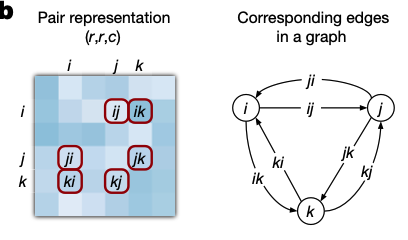 b
Pair representation
(r,r,c)
i j k
i
j
k
ij ik
ji jk
ki kj
Corresponding edges
in a graph
ji
i ij j
jk
ki
kj
ik
k